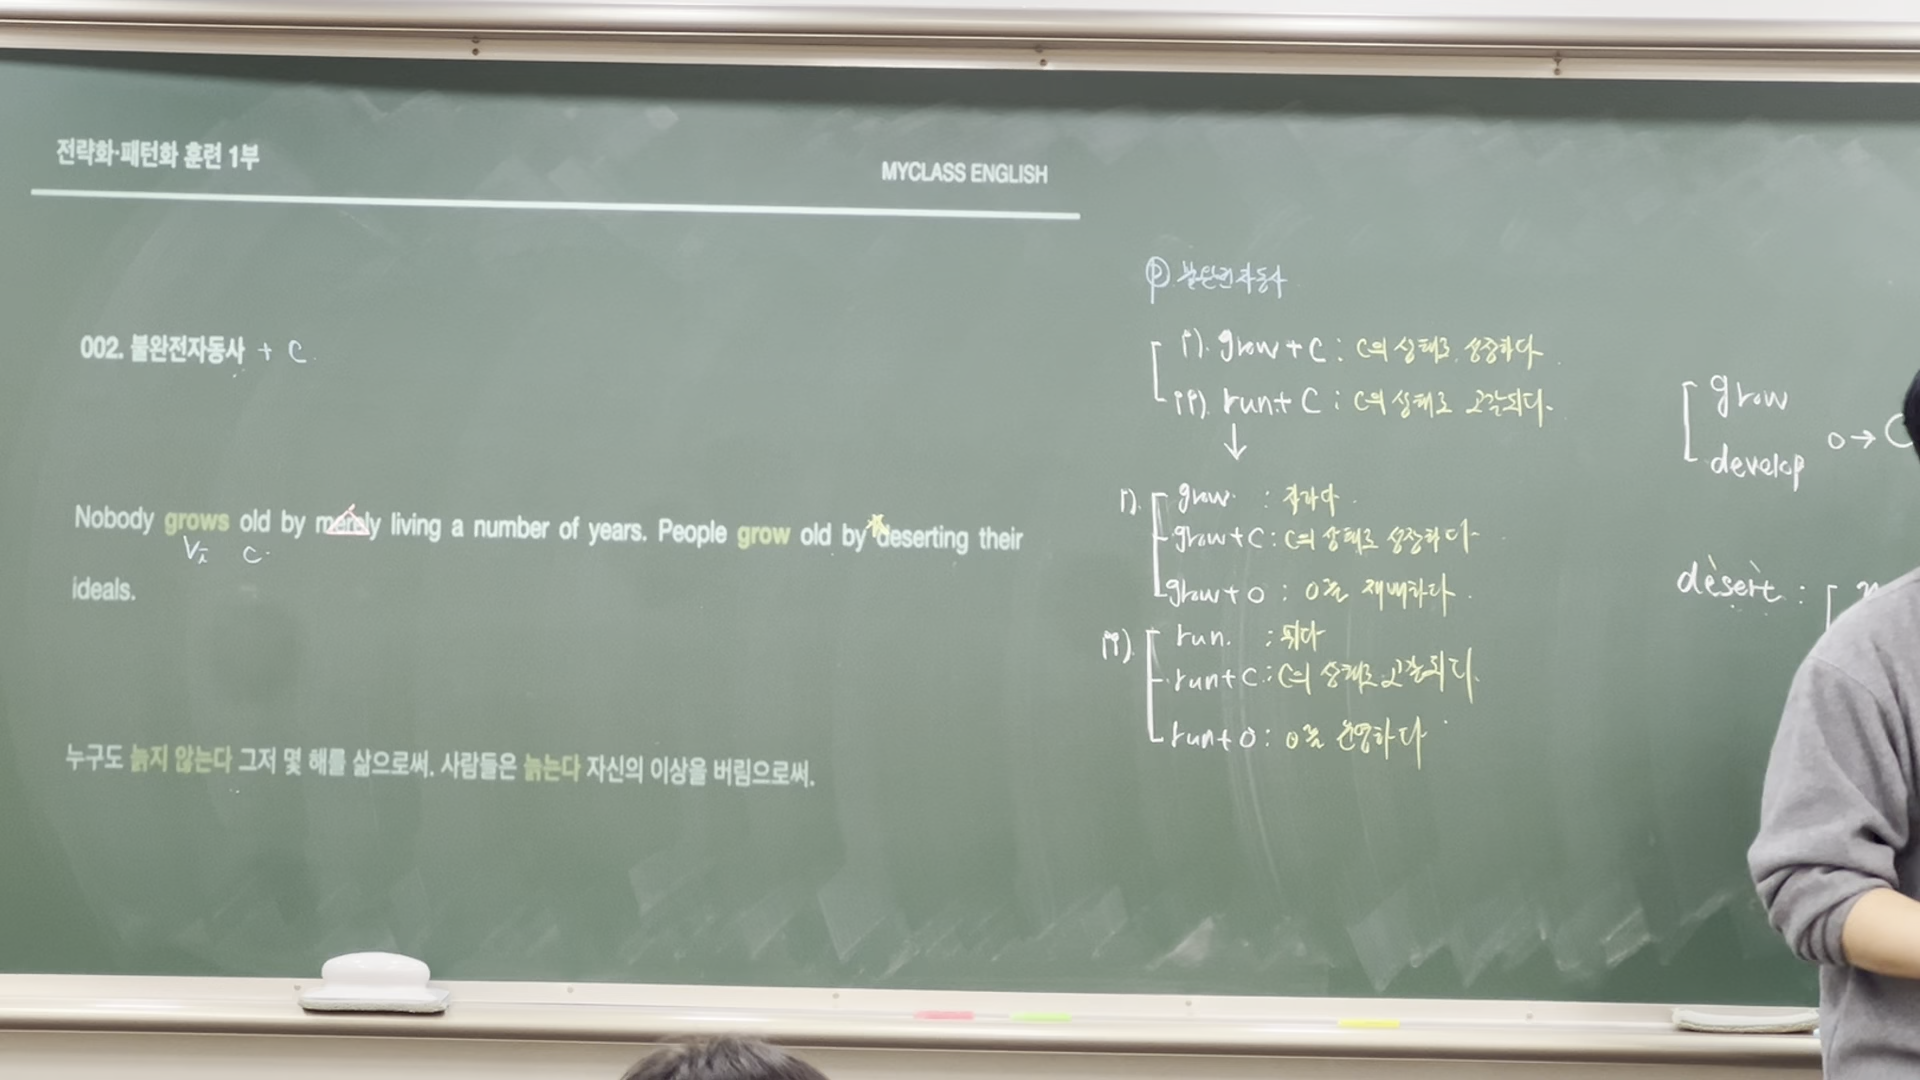 전략화·패턴화 훈련 1부
MYCLASS ENGLISH
002. 불완전자동사 + C.
Nobody grows old by merely living a number of years. People grow old by deserting their
Vi C.
ideals.
누구도 늙지 않는다 그저 몇 해를 삶으로써. 사람들은 늙는다 자신의 이상을 버림으로써.
ⓟ 불완전자동사
i). grow + C : C의 상태로 성장하다.
ii). run + C : C의 상태로 고갈되다.
↓
i). grow : 자라다.
grow + C : C의 상태로 성장하다.
grow + O : O를 재배하다.
ii). run. :
run + C : C의 상태로 고갈되다.
run + O : O를 운영하다.
grow
develop
O →
desert :